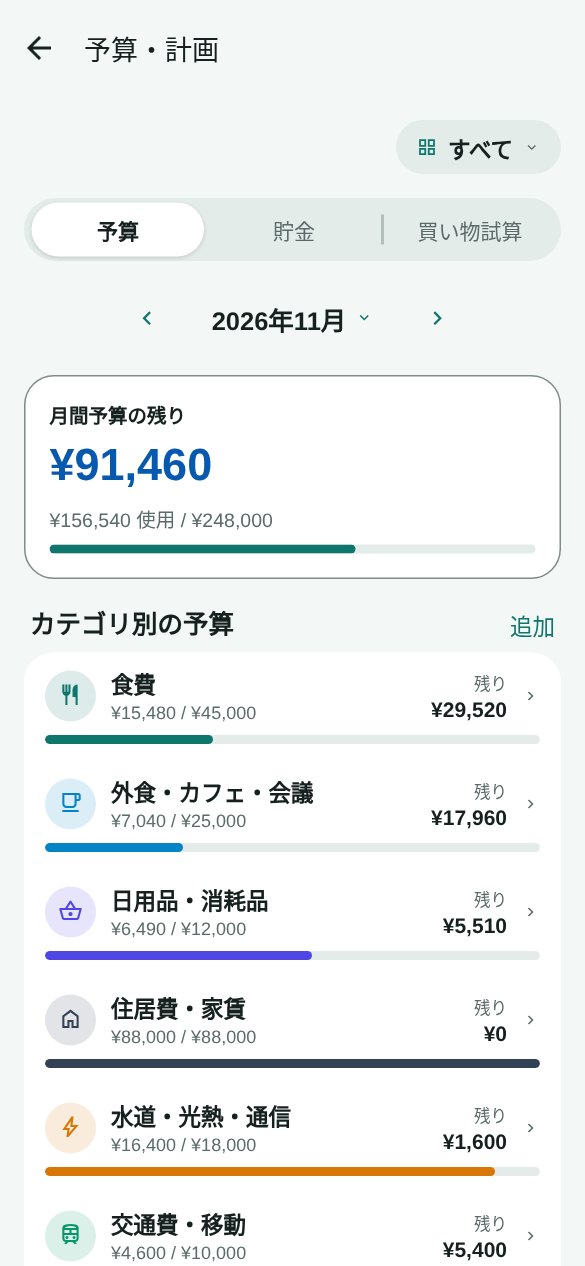 予算・計画
すべて
予算 貯金 買い物試算
2026年11月
月間予算の残り
¥91,460
¥156,540 使用 / ¥248,000
カテゴリ別の予算 追加
食費 残り
¥15,480 / ¥45,000 ¥29,520
外食・カフェ・会議 残り
¥7,040 / ¥25,000 ¥17,960
日用品・消耗品 残り
¥6,490 / ¥12,000 ¥5,510
住居費・家賃 残り
¥88,000 / ¥88,000 ¥0
水道・光熱・通信 残り
¥16,400 / ¥18,000 ¥1,600
交通費・移動 残り
¥4,600 / ¥10,000 ¥5,400